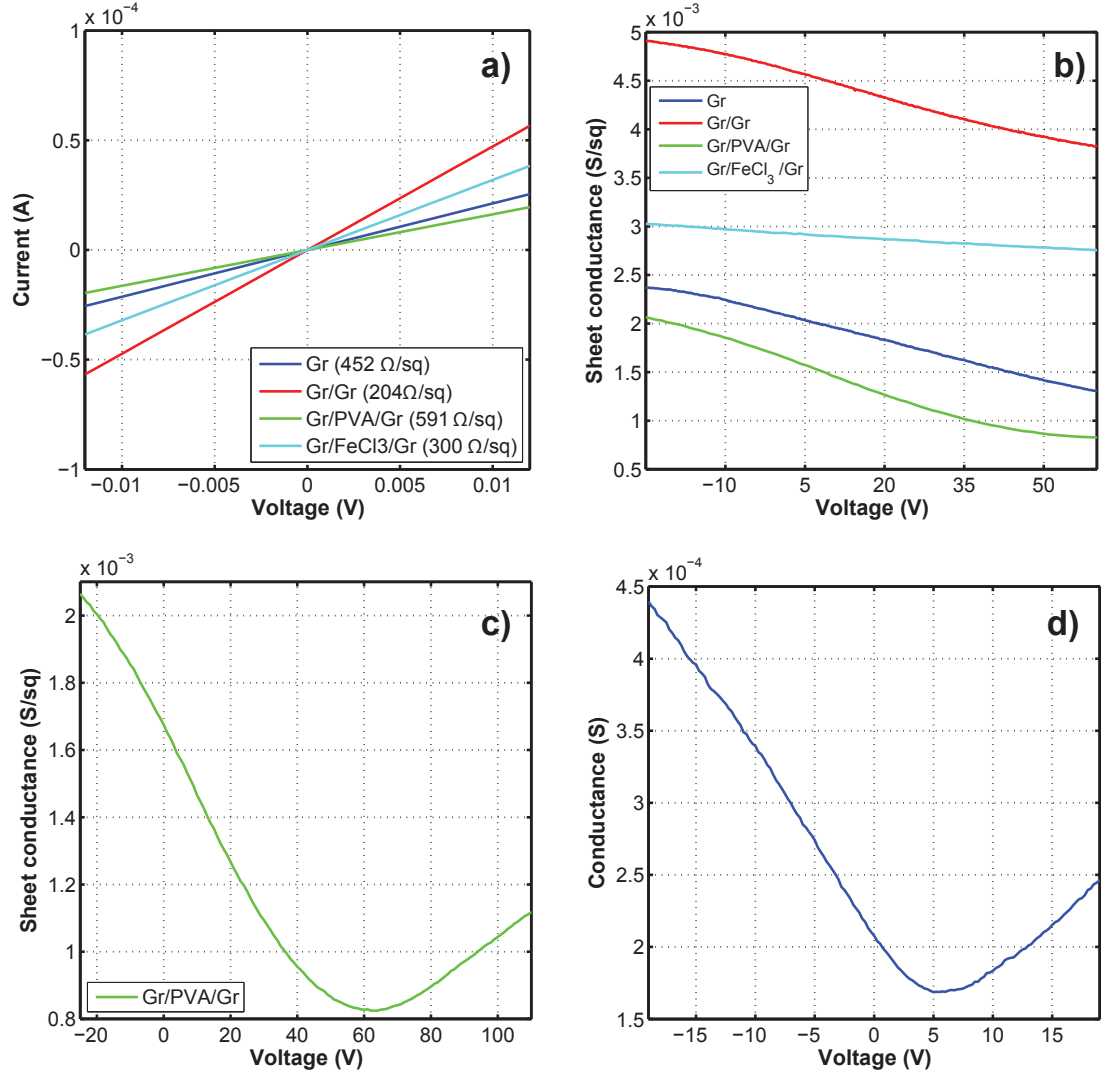 x 10⁻⁴
a)
1
0.5
0
−0.5
−1
Current (A)
−0.01 −0.005 0 0.005 0.01
Voltage (V)
Gr (452 Ω/sq)
Gr/Gr (204Ω/sq)
Gr/PVA/Gr (591 Ω/sq)
Gr/FeCl3/Gr (300 Ω/sq)
x 10⁻³
b)
5
4.5
4
3.5
3
2.5
2
1.5
1
0.5
Sheet conductance (S/sq)
−10 5 20 35 50
Voltage (V)
Gr
Gr/Gr
Gr/PVA/Gr
Gr/FeCl₃ /Gr
x 10⁻³
c)
2
1.8
1.6
1.4
1.2
1
0.8
Sheet conductance (S/sq)
−20 0 20 40 60 80 100
Voltage (V)
Gr/PVA/Gr
x 10⁻⁴
d)
4.5
4
3.5
3
2.5
2
1.5
Conductance (S)
−15 −10 −5 0 5 10 15
Voltage (V)